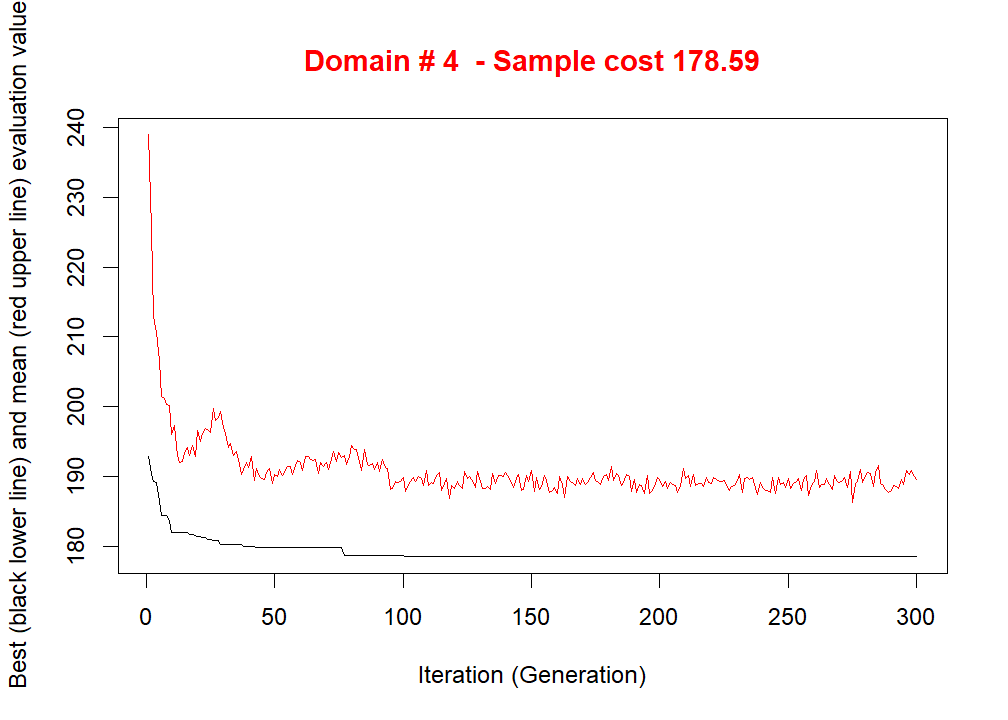 Domain # 4  - Sample cost 178.59
Best (black lower line) and mean (red upper line) evaluation value
240
230
220
210
200
190
180
0 50 100 150 200 250 300
Iteration (Generation)